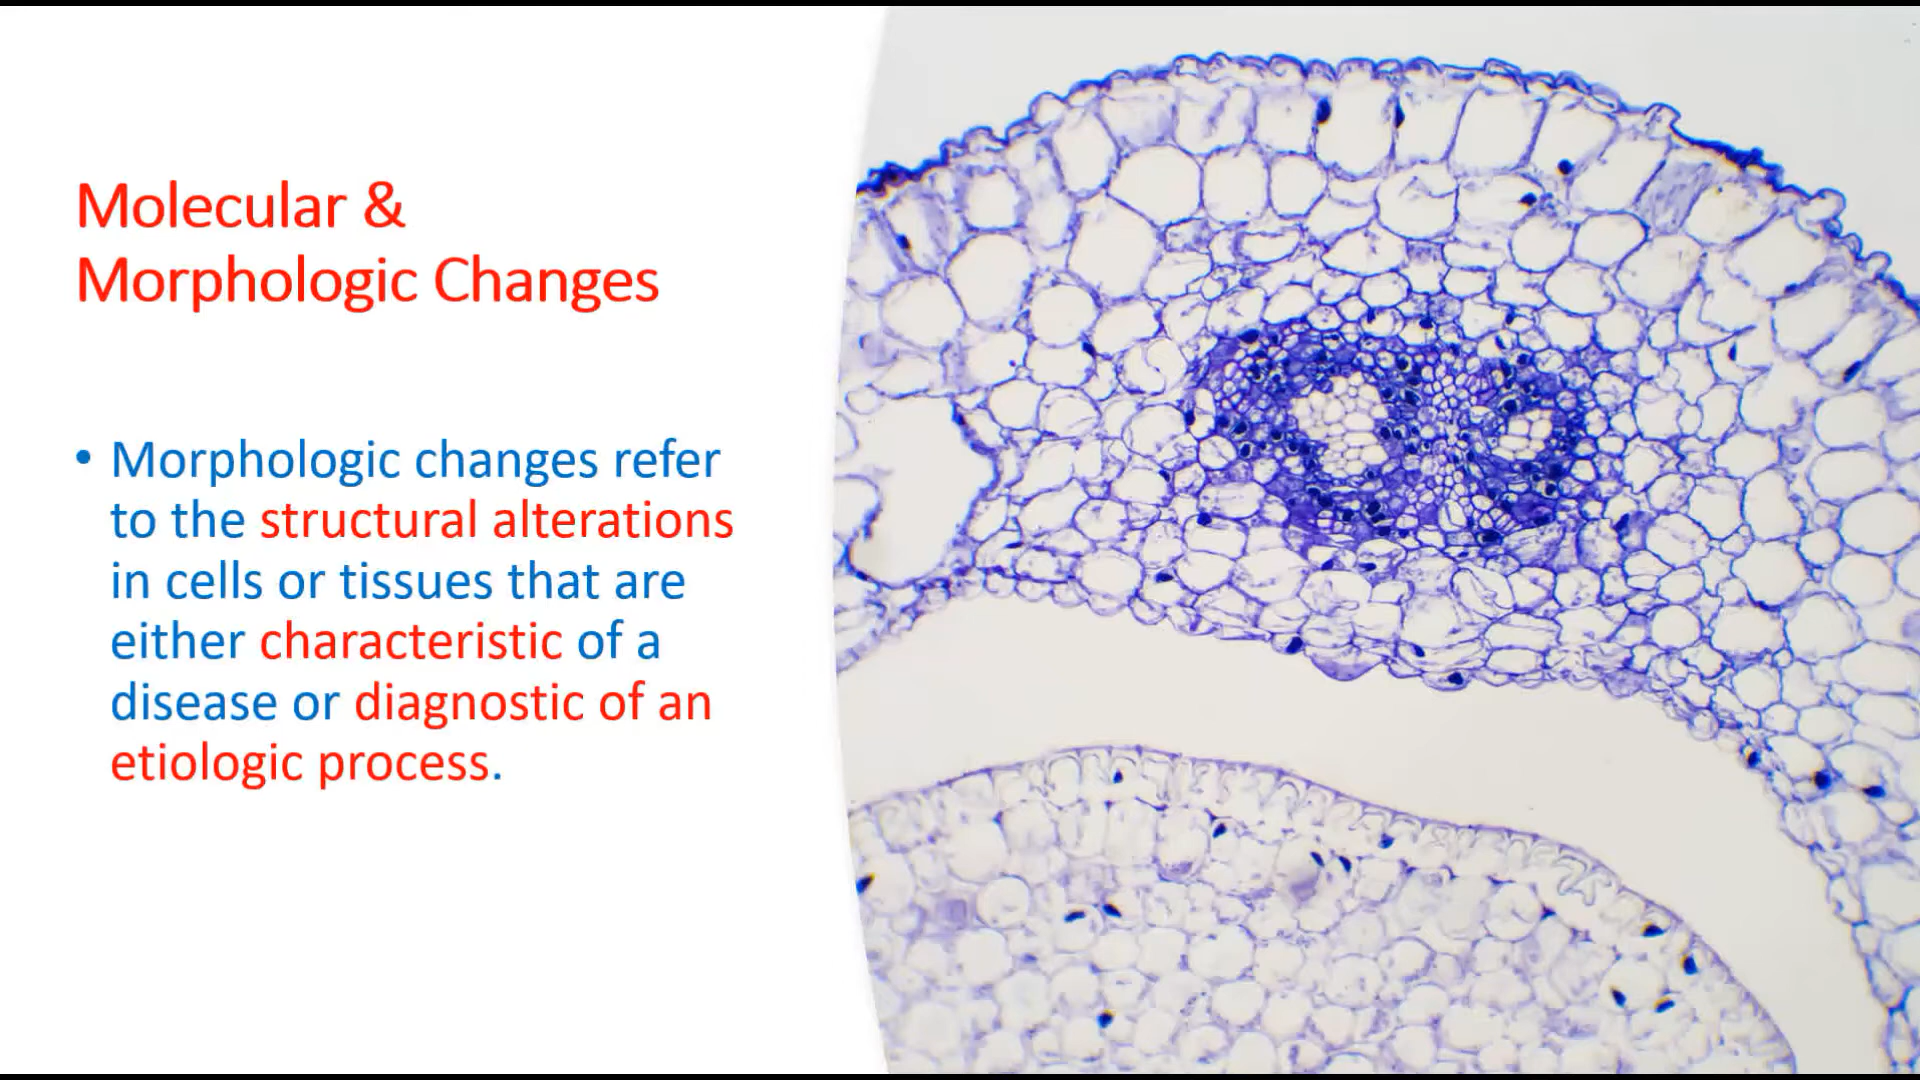 Molecular &
Morphologic Changes
• Morphologic changes refer
to the structural alterations
in cells or tissues that are
either characteristic of a
disease or diagnostic of an
etiologic process.